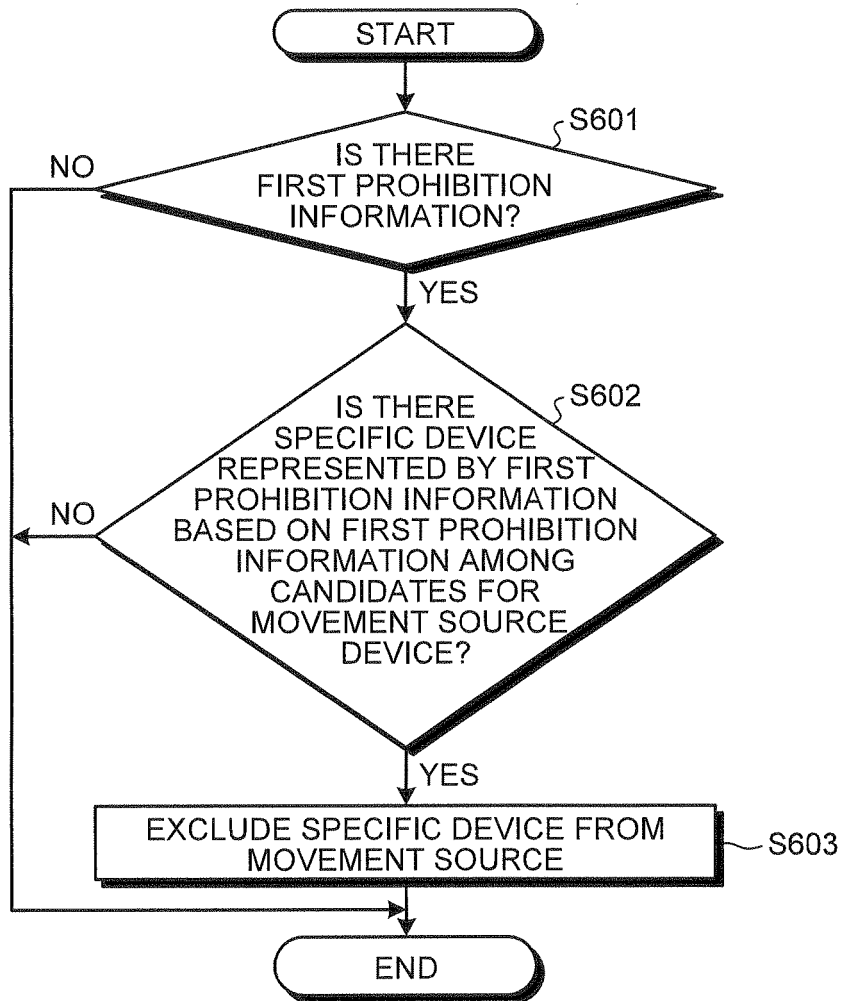 START
S601
NO
IS THERE
FIRST PROHIBITION
INFORMATION?
YES
S602
IS THERE
SPECIFIC DEVICE
REPRESENTED BY FIRST
PROHIBITION INFORMATION
NO
BASED ON FIRST PROHIBITION
INFORMATION AMONG
CANDIDATES FOR
MOVEMENT SOURCE
DEVICE?
YES
EXCLUDE SPECIFIC DEVICE FROM
MOVEMENT SOURCE
S603
END